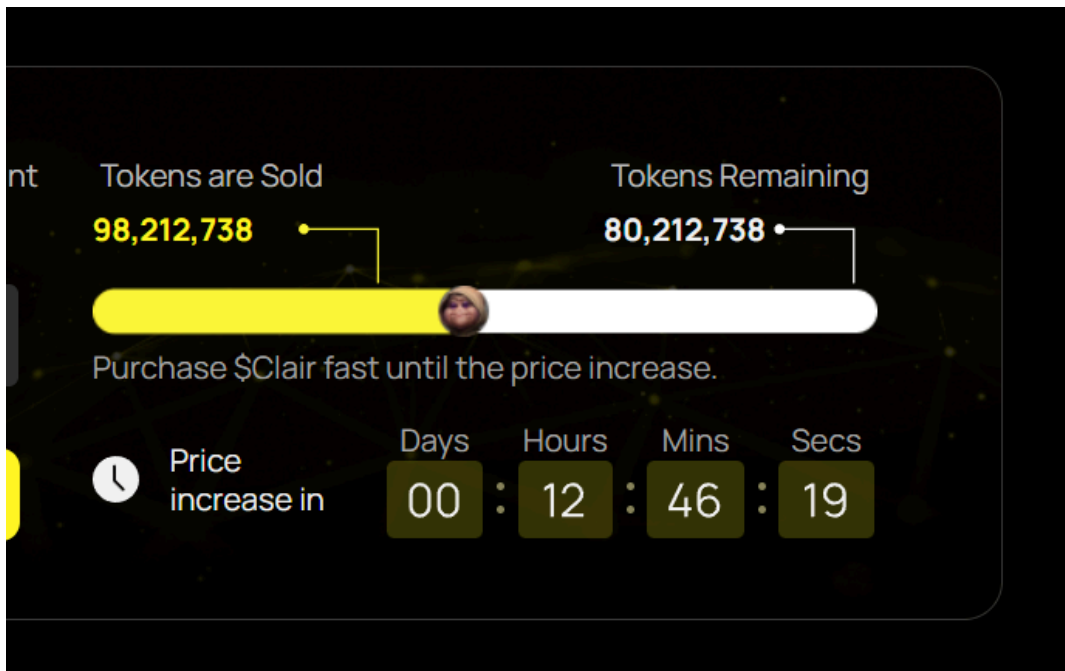 nt
Tokens are Sold
Tokens Remaining
98,212,738
80,212,738
Purchase $Clair fast until the price increase.
Price
increase in
Days
Hours
Mins
Secs
00 : 12 : 46 : 19